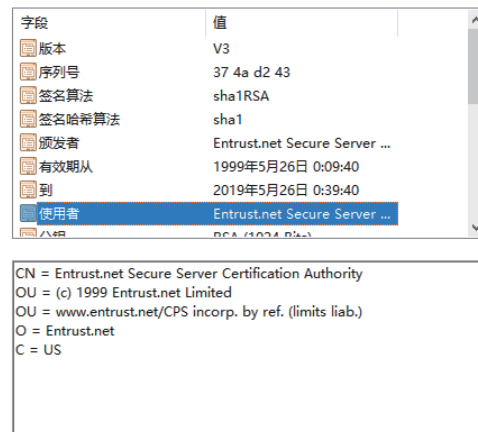 字段 值
版本 V3
序列号 37 4a d2 43
签名算法 sha1RSA
签名哈希算法 sha1
颁发者 Entrust.net Secure Server ...
有效期从 1999年5月26日 0:09:40
到 2019年5月26日 0:39:40
使用者 Entrust.net Secure Server ...
公钥 RSA (1024 Bits)
CN = Entrust.net Secure Server Certification Authority
OU = (c) 1999 Entrust.net Limited
OU = www.entrust.net/CPS incorp. by ref. (limits liab.)
O = Entrust.net
C = US